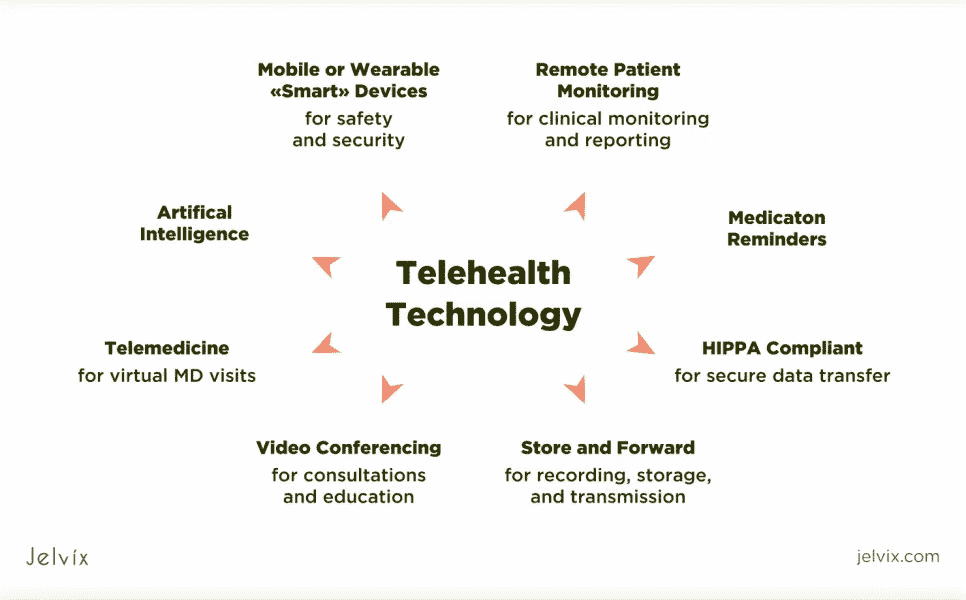 Mobile or Wearable
«Smart» Devices
for safety
and security
Remote Patient
Monitoring
for clinical monitoring
and reporting
Artifical
Intelligence
Medicaton
Reminders
Telehealth
Technology
Telemedicine
for virtual MD visits
HIPPA Compliant
for secure data transfer
Video Conferencing
for consultations
and education
Store and Forward
for recording, storage,
and transmission
Jelvix
jelvix.com